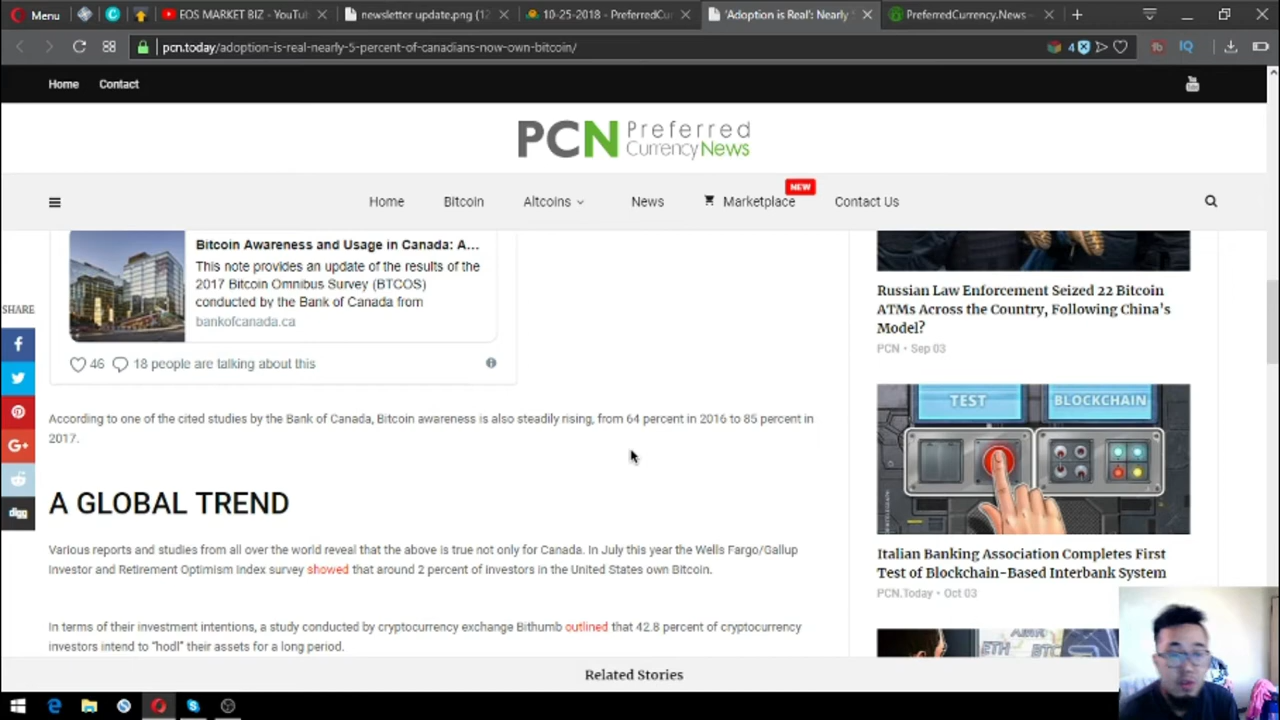 Menu
EOS MARKET BIZ - YouTu
newsletter update.png (12
10-25-2018 - PreferredCu
'Adoption is Real': Nearly
PreferredCurrency.News –
pcn.today/adoption-is-real-nearly-5-percent-of-canadians-now-own-bitcoin/
4
IQ
Home
Contact
PCN Preferred
CurrencyNews
Home
Bitcoin
Altcoins
News
Marketplace
NEW
Contact Us
SHARE
digg
Bitcoin Awareness and Usage in Canada: A...
This note provides an update of the results of the
2017 Bitcoin Omnibus Survey (BTCOS)
conducted by the Bank of Canada from
bankofcanada.ca
46
18 people are talking about this
According to one of the cited studies by the Bank of Canada, Bitcoin awareness is also steadily rising, from 64 percent in 2016 to 85 percent in
2017.
A GLOBAL TREND
Various reports and studies from all over the world reveal that the above is true not only for Canada. In July this year the Wells Fargo/Gallup
Investor and Retirement Optimism Index survey showed that around 2 percent of investors in the United States own Bitcoin.
In terms of their investment intentions, a study conducted by cryptocurrency exchange Bithumb outlined that 42.8 percent of cryptocurrency
investors intend to "hodl" their assets for a long period.
Russian Law Enforcement Seized 22 Bitcoin
ATMs Across the Country, Following China's
Model?
PCN • Sep 03
TEST
BLOCKCHAIN
Italian Banking Association Completes First
Test of Blockchain-Based Interbank System
PCN.Today • Oct 03
ETH
BTC
Related Stories